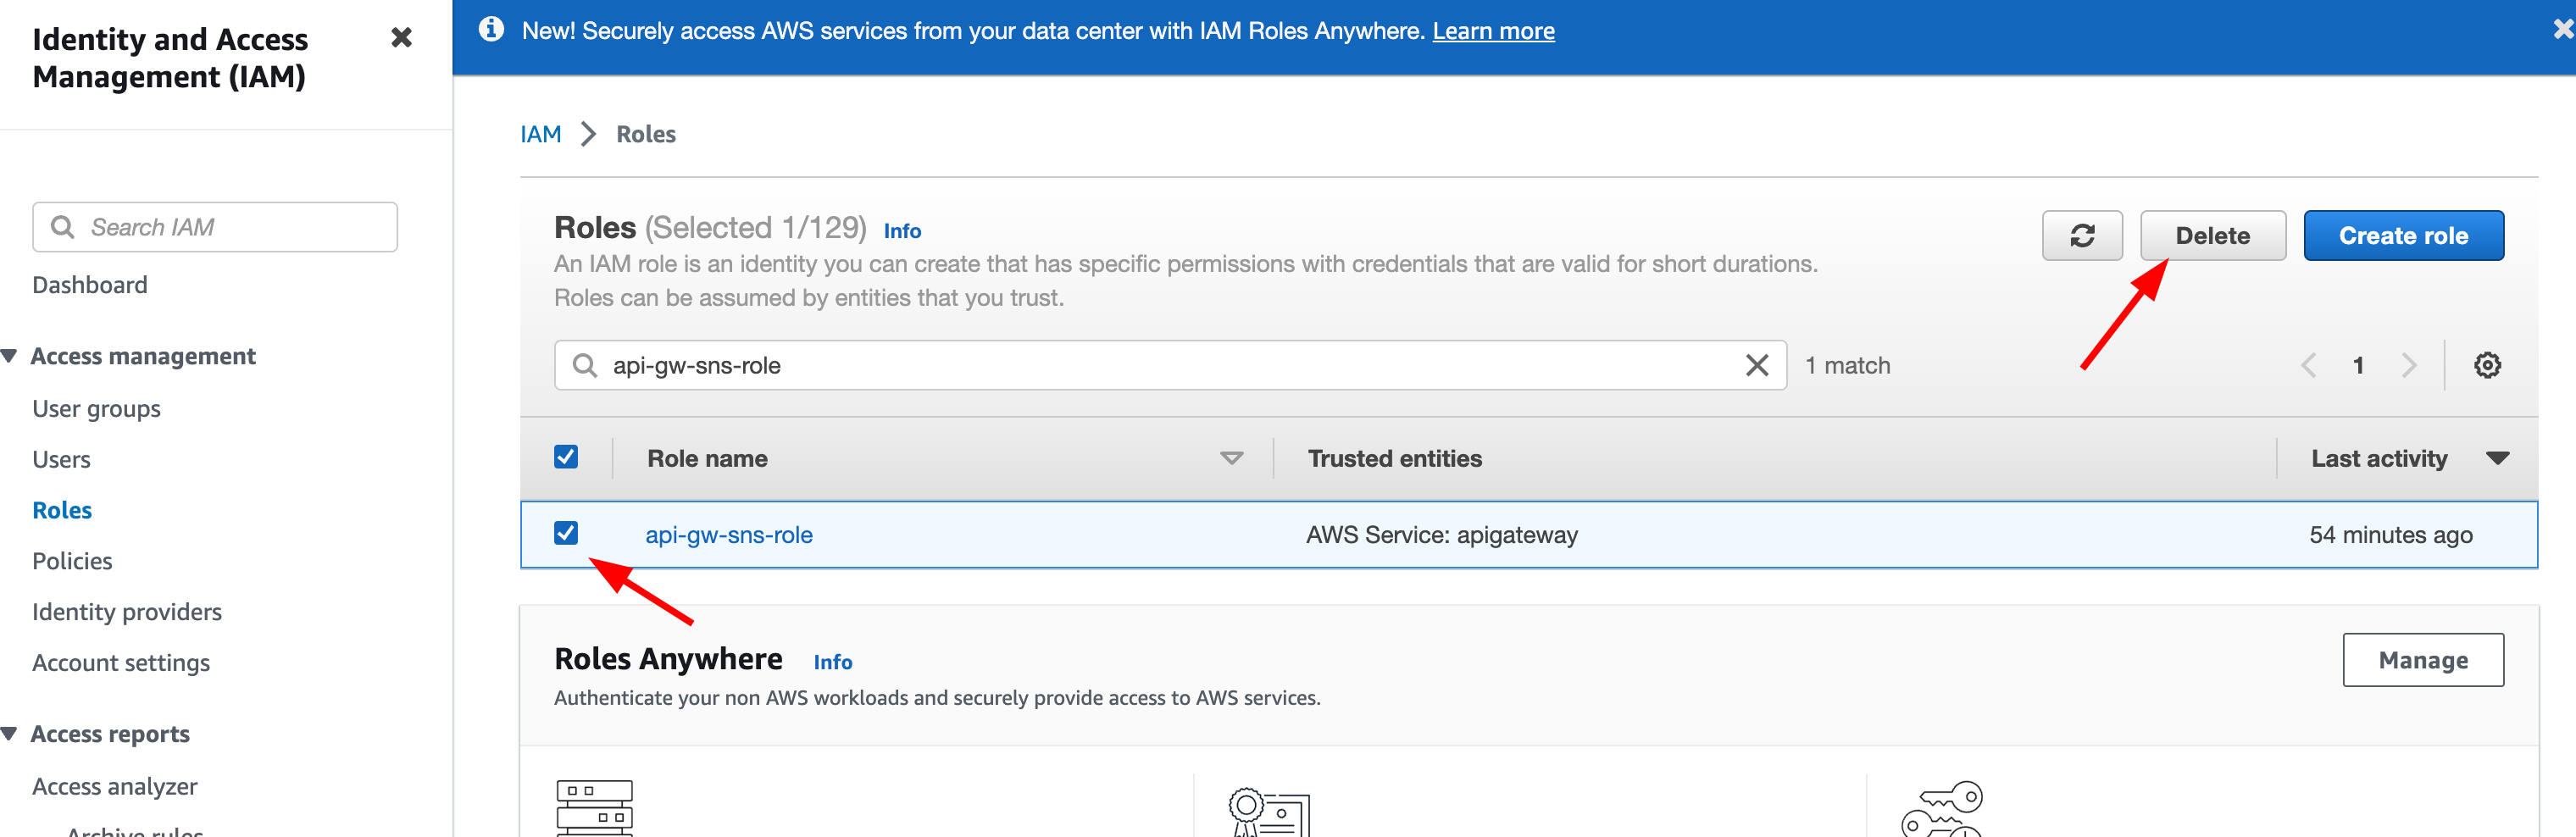 Identity and Access
Management (IAM)
Search IAM
Dashboard
Access management
User groups
Users
Roles
Policies
Identity providers
Account settings
Access reports
Access analyzer
Archive rules
New! Securely access AWS services from your data center with IAM Roles Anywhere. Learn more
IAM Roles
Roles (Selected 1/129) Info
An IAM role is an identity you can create that has specific permissions with credentials that are valid for short durations.
Roles can be assumed by entities that you trust.
Delete
Create role
api-gw-sns-role
1 match
1
Role name Trusted entities Last activity
api-gw-sns-role AWS Service: apigateway 54 minutes ago
Roles Anywhere Info
Authenticate your non AWS workloads and securely provide access to AWS services.
Manage